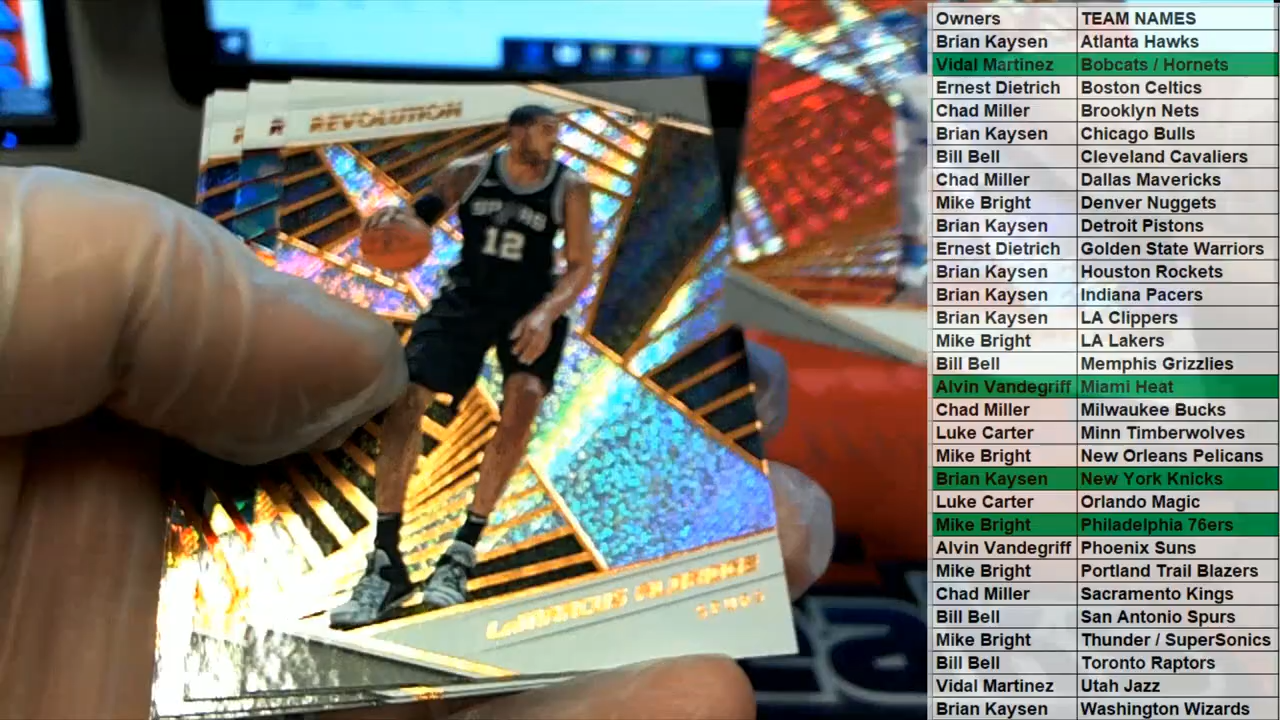 REVOLUTION
SPURS
12
LaMARCUS ALDRIDGE
SPURS
Owners TEAM NAMES
Brian Kaysen Atlanta Hawks
Vidal Martinez Bobcats / Hornets
Ernest Dietrich Boston Celtics
Chad Miller Brooklyn Nets
Brian Kaysen Chicago Bulls
Bill Bell Cleveland Cavaliers
Chad Miller Dallas Mavericks
Mike Bright Denver Nuggets
Brian Kaysen Detroit Pistons
Ernest Dietrich Golden State Warriors
Brian Kaysen Houston Rockets
Brian Kaysen Indiana Pacers
Brian Kaysen LA Clippers
Mike Bright LA Lakers
Bill Bell Memphis Grizzlies
Alvin Vandegriff Miami Heat
Chad Miller Milwaukee Bucks
Luke Carter Minn Timberwolves
Mike Bright New Orleans Pelicans
Brian Kaysen New York Knicks
Luke Carter Orlando Magic
Mike Bright Philadelphia 76ers
Alvin Vandegriff Phoenix Suns
Mike Bright Portland Trail Blazers
Chad Miller Sacramento Kings
Bill Bell San Antonio Spurs
Mike Bright Thunder / SuperSonics
Bill Bell Toronto Raptors
Vidal Martinez Utah Jazz
Brian Kaysen Washington Wizards